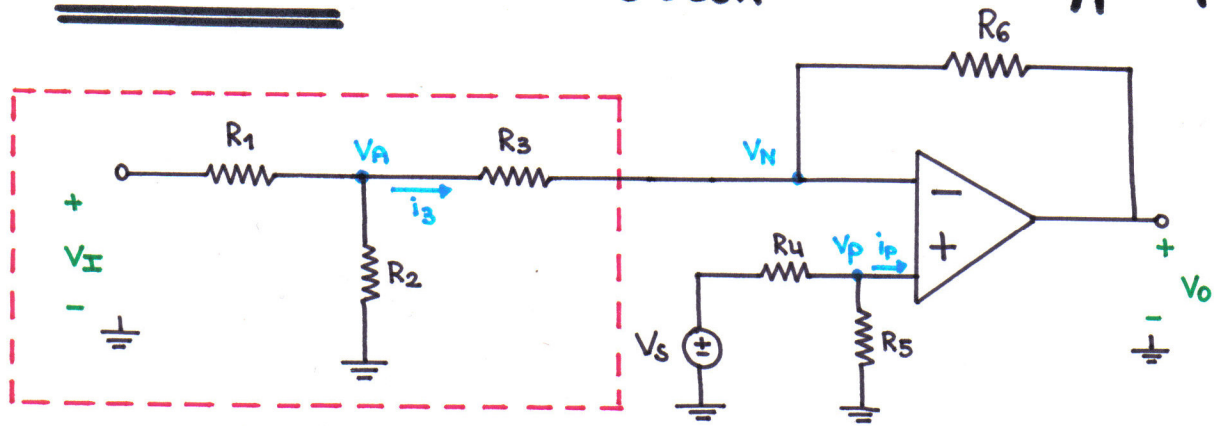 R6
R1
VA
R3
VN
i3
+
VI
-
R2
R4
Vp
ip
-
+
+
Vo
-
Vs
±
R5